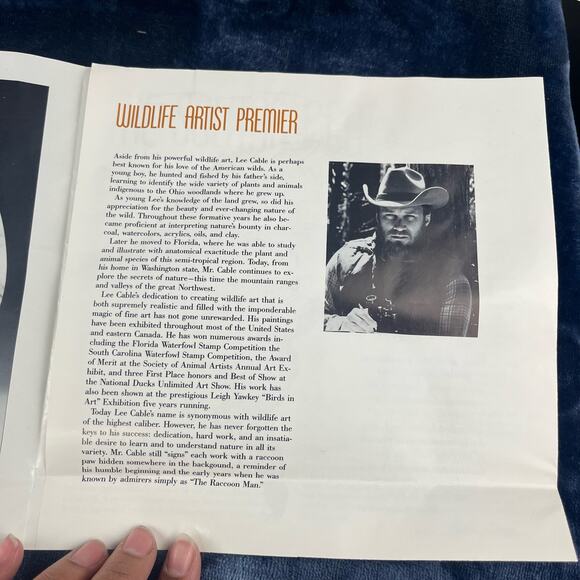 WILDLIFE ARTIST PREMIER
Aside from his powerful wildlife art, Lee Cable is perhaps
best known for his love of the American wilds. As a
young boy, he hunted and fished by his father's side,
learning to identify the wide variety of plants and animals
indigenous to the Ohio woodlands where he grew up.
As young Lee's knowledge of the land grew, so did his
appreciation for the beauty and ever-changing nature of
the wild. Throughout these formative years he also be-
came proficient at interpreting nature's bounty in char-
coal, watercolors, acrylics, oils, and clay.
Later he moved to Florida, where he was able to study
and illustrate with anatomical exactitude the plant and
animal species of this semi-tropical region. Today, from
his home in Washington state, Mr. Cable continues to ex-
plore the secrets of nature—this time the mountain ranges
and valleys of the great Northwest.
Lee Cable's dedication to creating wildlife art that is
both supremely realistic and filled with the imponderable
magic of fine art has not gone unrewarded. His paintings
have been exhibited throughout most of the United States
and eastern Canada. He has won numerous awards in-
cluding the Florida Waterfowl Stamp Competition the
South Carolina Waterfowl Stamp Competition, the Award
of Merit at the Society of Animal Artists Annual Art Ex-
hibit, and three First Place honors and Best of Show at
the National Ducks Unlimited Art Show. His work has
also been shown at the prestigious Leigh Yawkey "Birds in
Art" Exhibition five years running.
Today Lee Cable's name is synonymous with wildlife art
of the highest caliber. However, he has never forgotten the
keys to his success: dedication, hard work, and an insatia-
ble desire to learn and to understand nature in all its
variety. Mr. Cable still "signs" each work with a raccoon
paw hidden somewhere in the backgound, a reminder of
his humble beginning and the early years when he was
known by admirers simply as "The Raccoon Man."